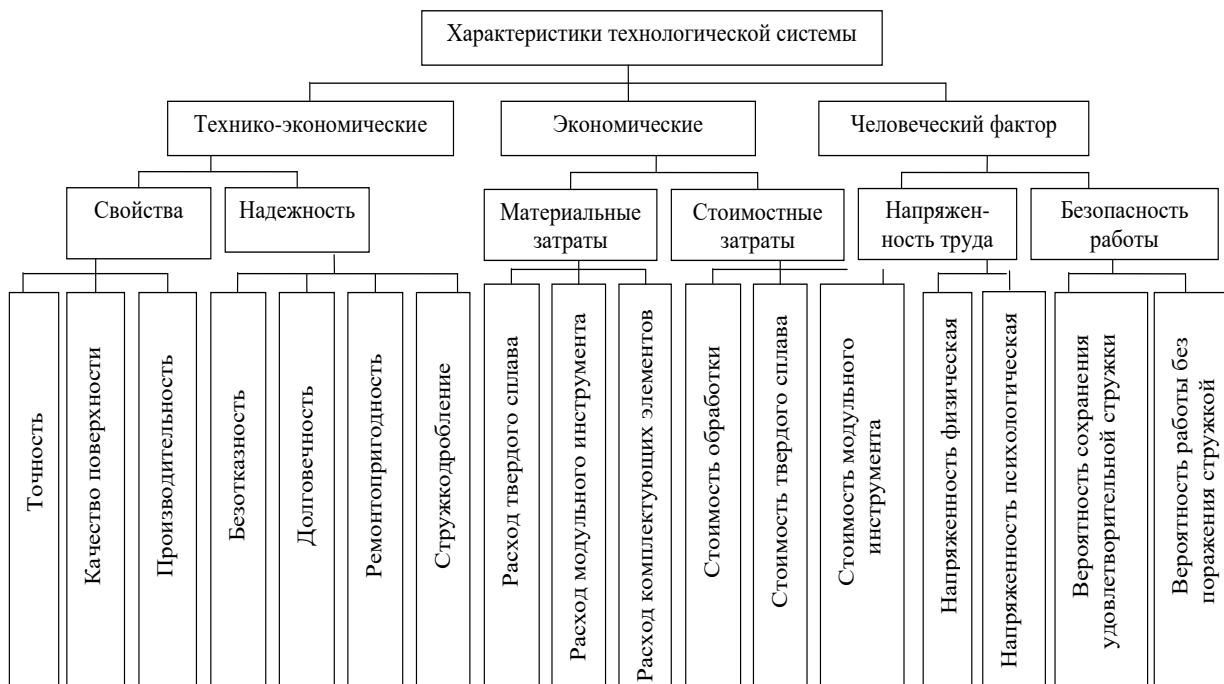 Характеристики технологической системы
Технико-экономические
Экономические
Человеческий фактор
Свойства
Надежность
Материальные
затраты
Стоимостные
затраты
Напряжен-
ность труда
Безопасность
работы
Точность
Качество поверхности
Производительность
Безотказность
Долговечность
Ремонтопригодность
Стружкодробление
Расход твердого сплава
Расход модульного инструмента
Расход комплектующих элементов
Стоимость обработки
Стоимость твердого сплава
Стоимость модульного
инструмента
Напряженность физическая
Напряженность психологическая
Вероятность сохранения
удовлетворительной стружки
Вероятность работы без
поражения стружкой